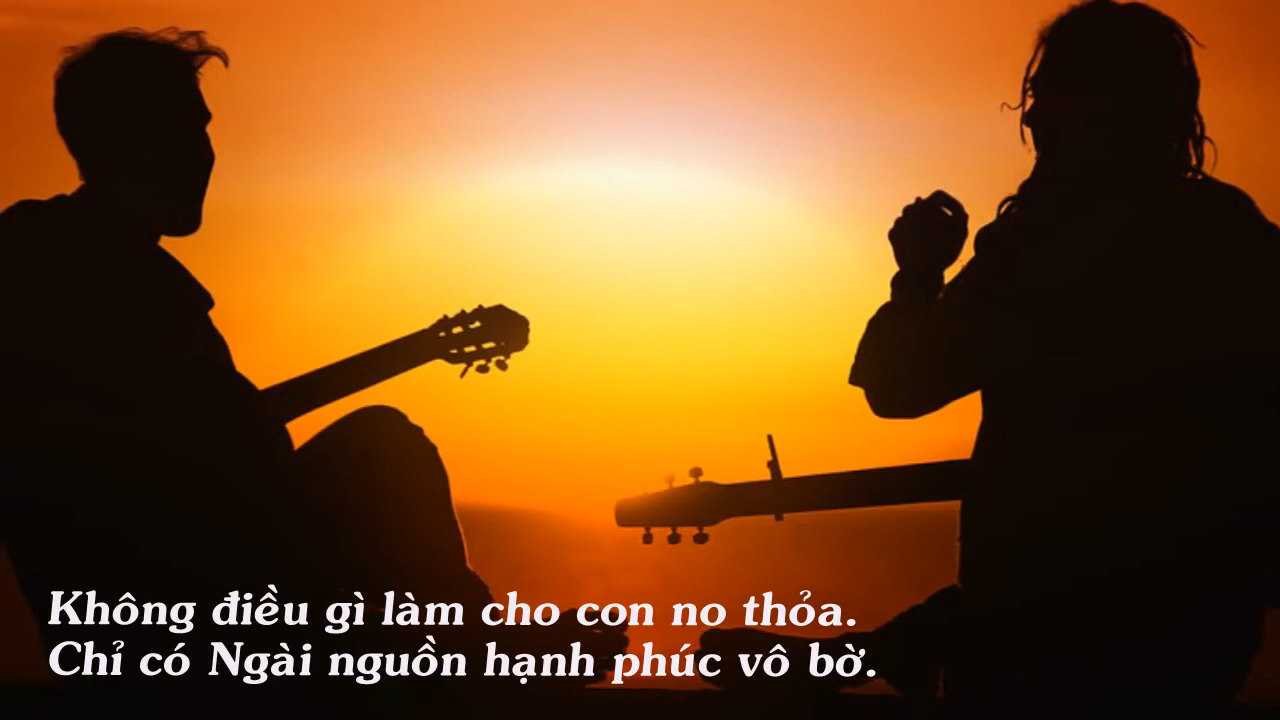 Không điều gì làm cho con no thỏa.
Chỉ có Ngài nguồn hạnh phúc vô bờ.